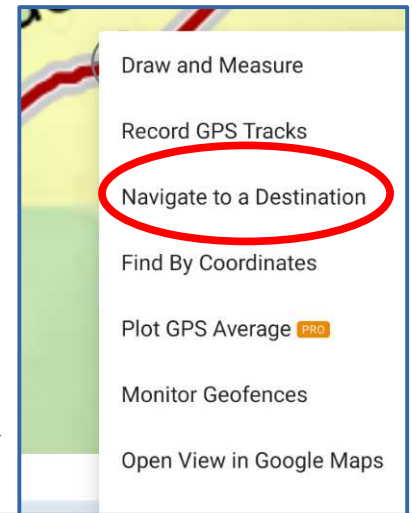 Draw and Measure
Record GPS Tracks
Navigate to a Destination
Find By Coordinates
Plot GPS Average PRO
Monitor Geofences
Open View in Google Maps